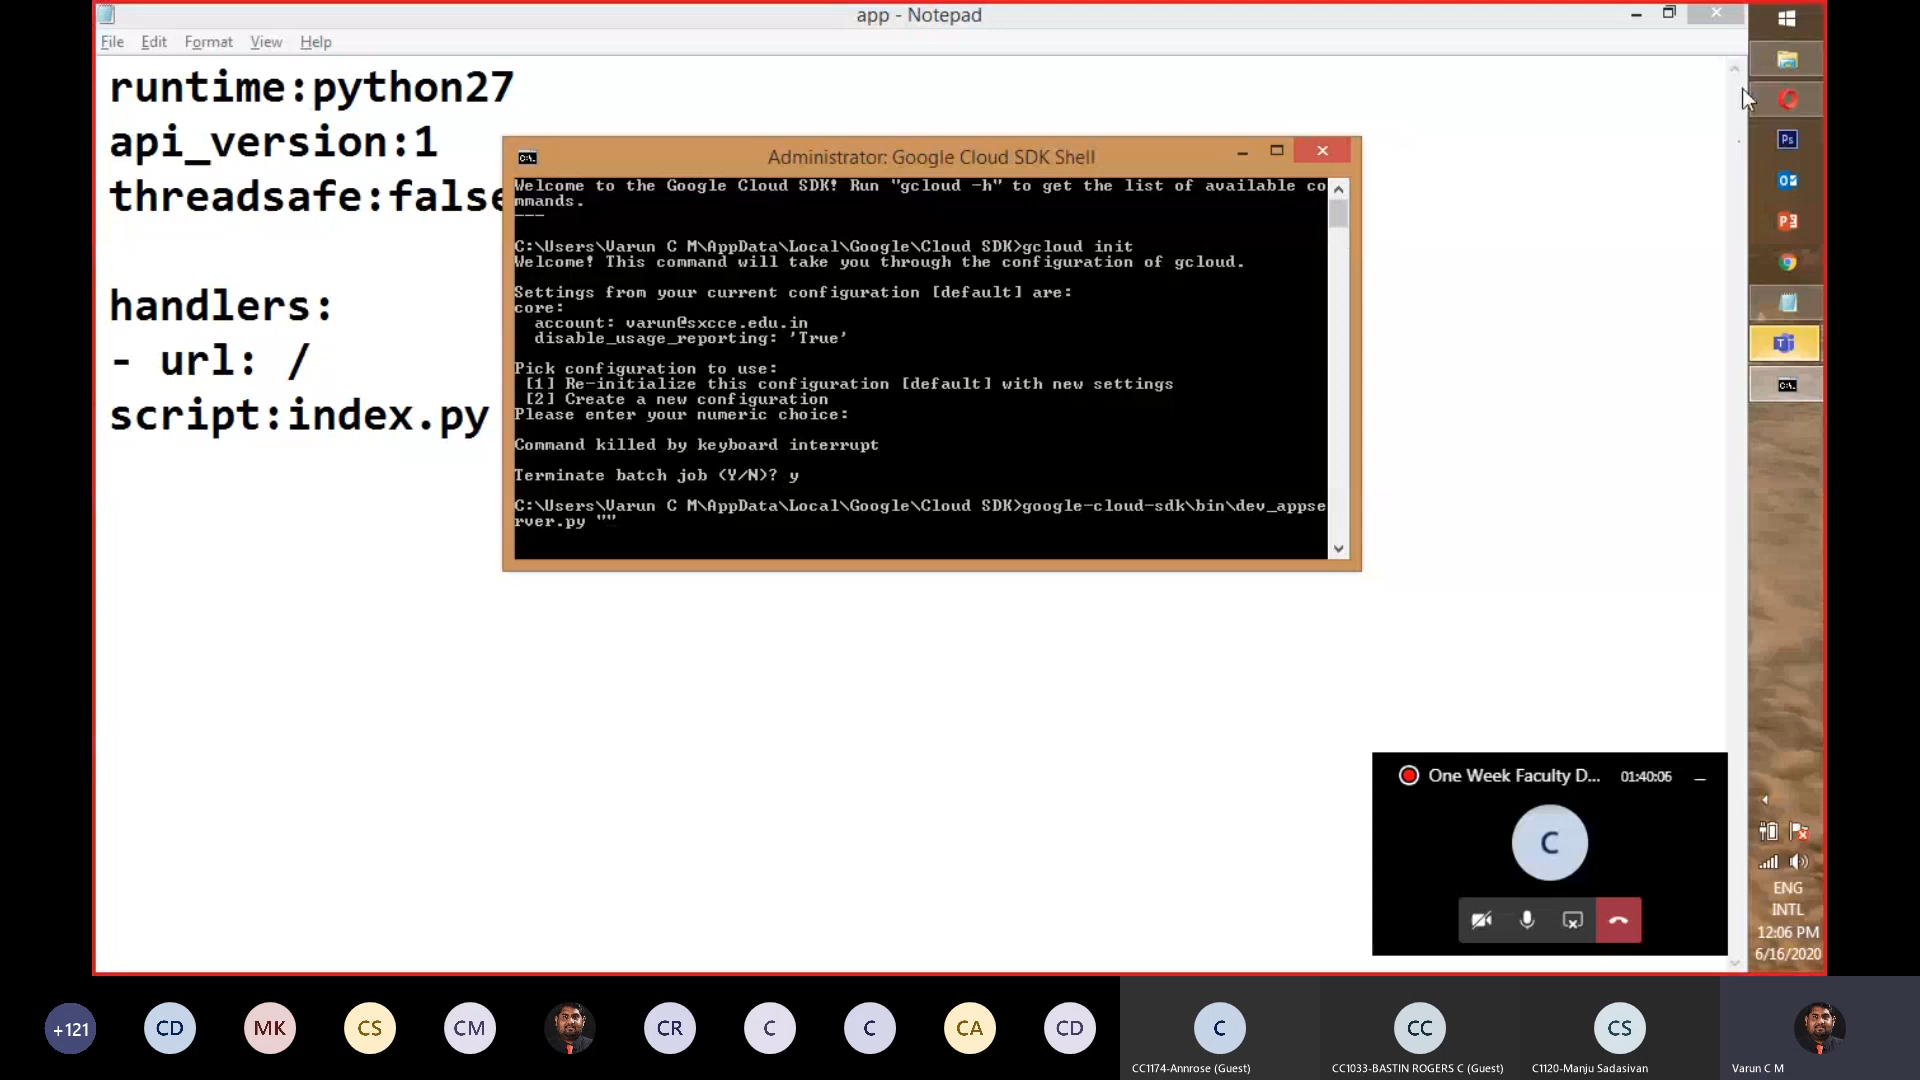 app - Notepad
File Edit Format View Help
runtime:python27
api_version:1
threadsafe:false
handlers:
- url: /
script:index.py
Administrator: Google Cloud SDK Shell
Welcome to the Google Cloud SDK! Run "gcloud -h" to get the list of available co
mmands.
---
C:\Users\Varun C M\AppData\Local\Google\Cloud SDK>gcloud init
Welcome! This command will take you through the configuration of gcloud.
Settings from your current configuration [default] are:
core:
account: varun@sxcce.edu.in
disable_usage_reporting: 'True'
Pick configuration to use:
[1] Re-initialize this configuration [default] with new settings
[2] Create a new configuration
Please enter your numeric choice:
Command killed by keyboard interrupt
Terminate batch job (Y/N)? y
C:\Users\Varun C M\AppData\Local\Google\Cloud SDK>google-cloud-sdk\bin\dev_appse
rver.py ""
One Week Faculty D... 01:40:06
C
ENG
INTL
12:06 PM
6/16/2020
+121 CD MK CS CM CR C C CA CD C CC CS
CC1174-Annrose (Guest) CC1033-BASTIN ROGERS C (Guest) C1120-Manju Sadasivan Varun C M